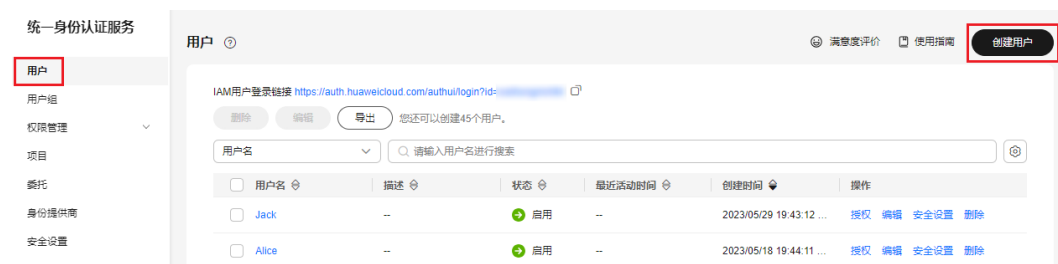 统一身份认证服务
用户
用户组
权限管理
项目
委托
身份提供商
安全设置
用户
满意度评价 使用指南 创建用户
IAM用户登录链接 https://auth.huaweicloud.com/authui/login?id=
删除 编辑 导出 您还可以创建45个用户。
用户名 请输入用户名进行搜索
用户名 描述 状态 最近活动时间 创建时间 操作
Jack -- 启用 -- 2023/05/29 19:43:12 ... 授权 编辑 安全设置 删除
Alice -- 启用 -- 2023/05/18 19:44:11 ... 授权 编辑 安全设置 删除